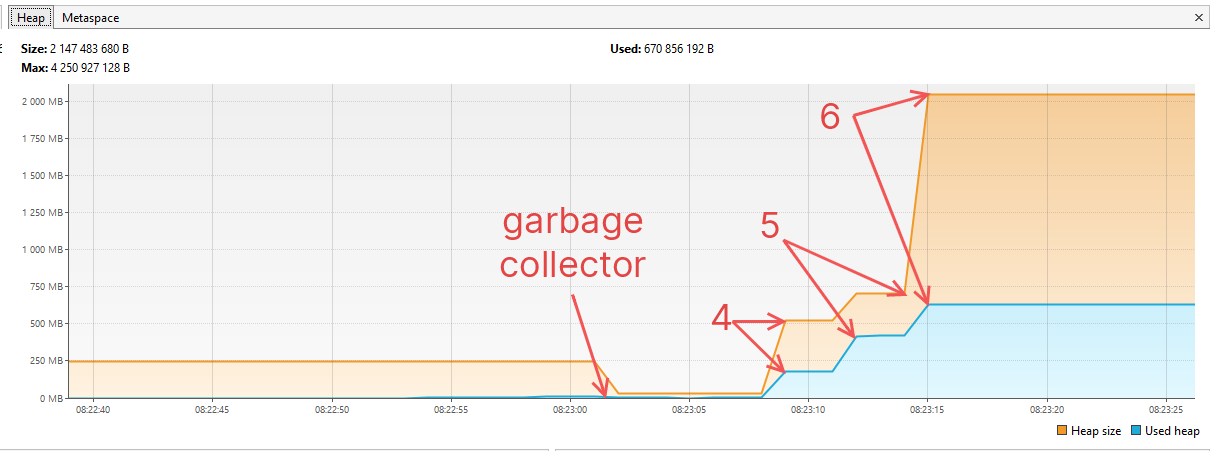 Heap Metaspace ×
Size: 2 147 483 680 B Used: 670 856 192 B
Max: 4 250 927 128 B
2 000 MB
1 750 MB
1 500 MB
1 250 MB
1 000 MB
750 MB
500 MB
250 MB
0 MB
6
5
garbage
collector
4
08:22:40 08:22:45 08:22:50 08:22:55 08:23:00 08:23:05 08:23:10 08:23:15 08:23:20 08:23:25
Heap size Used heap